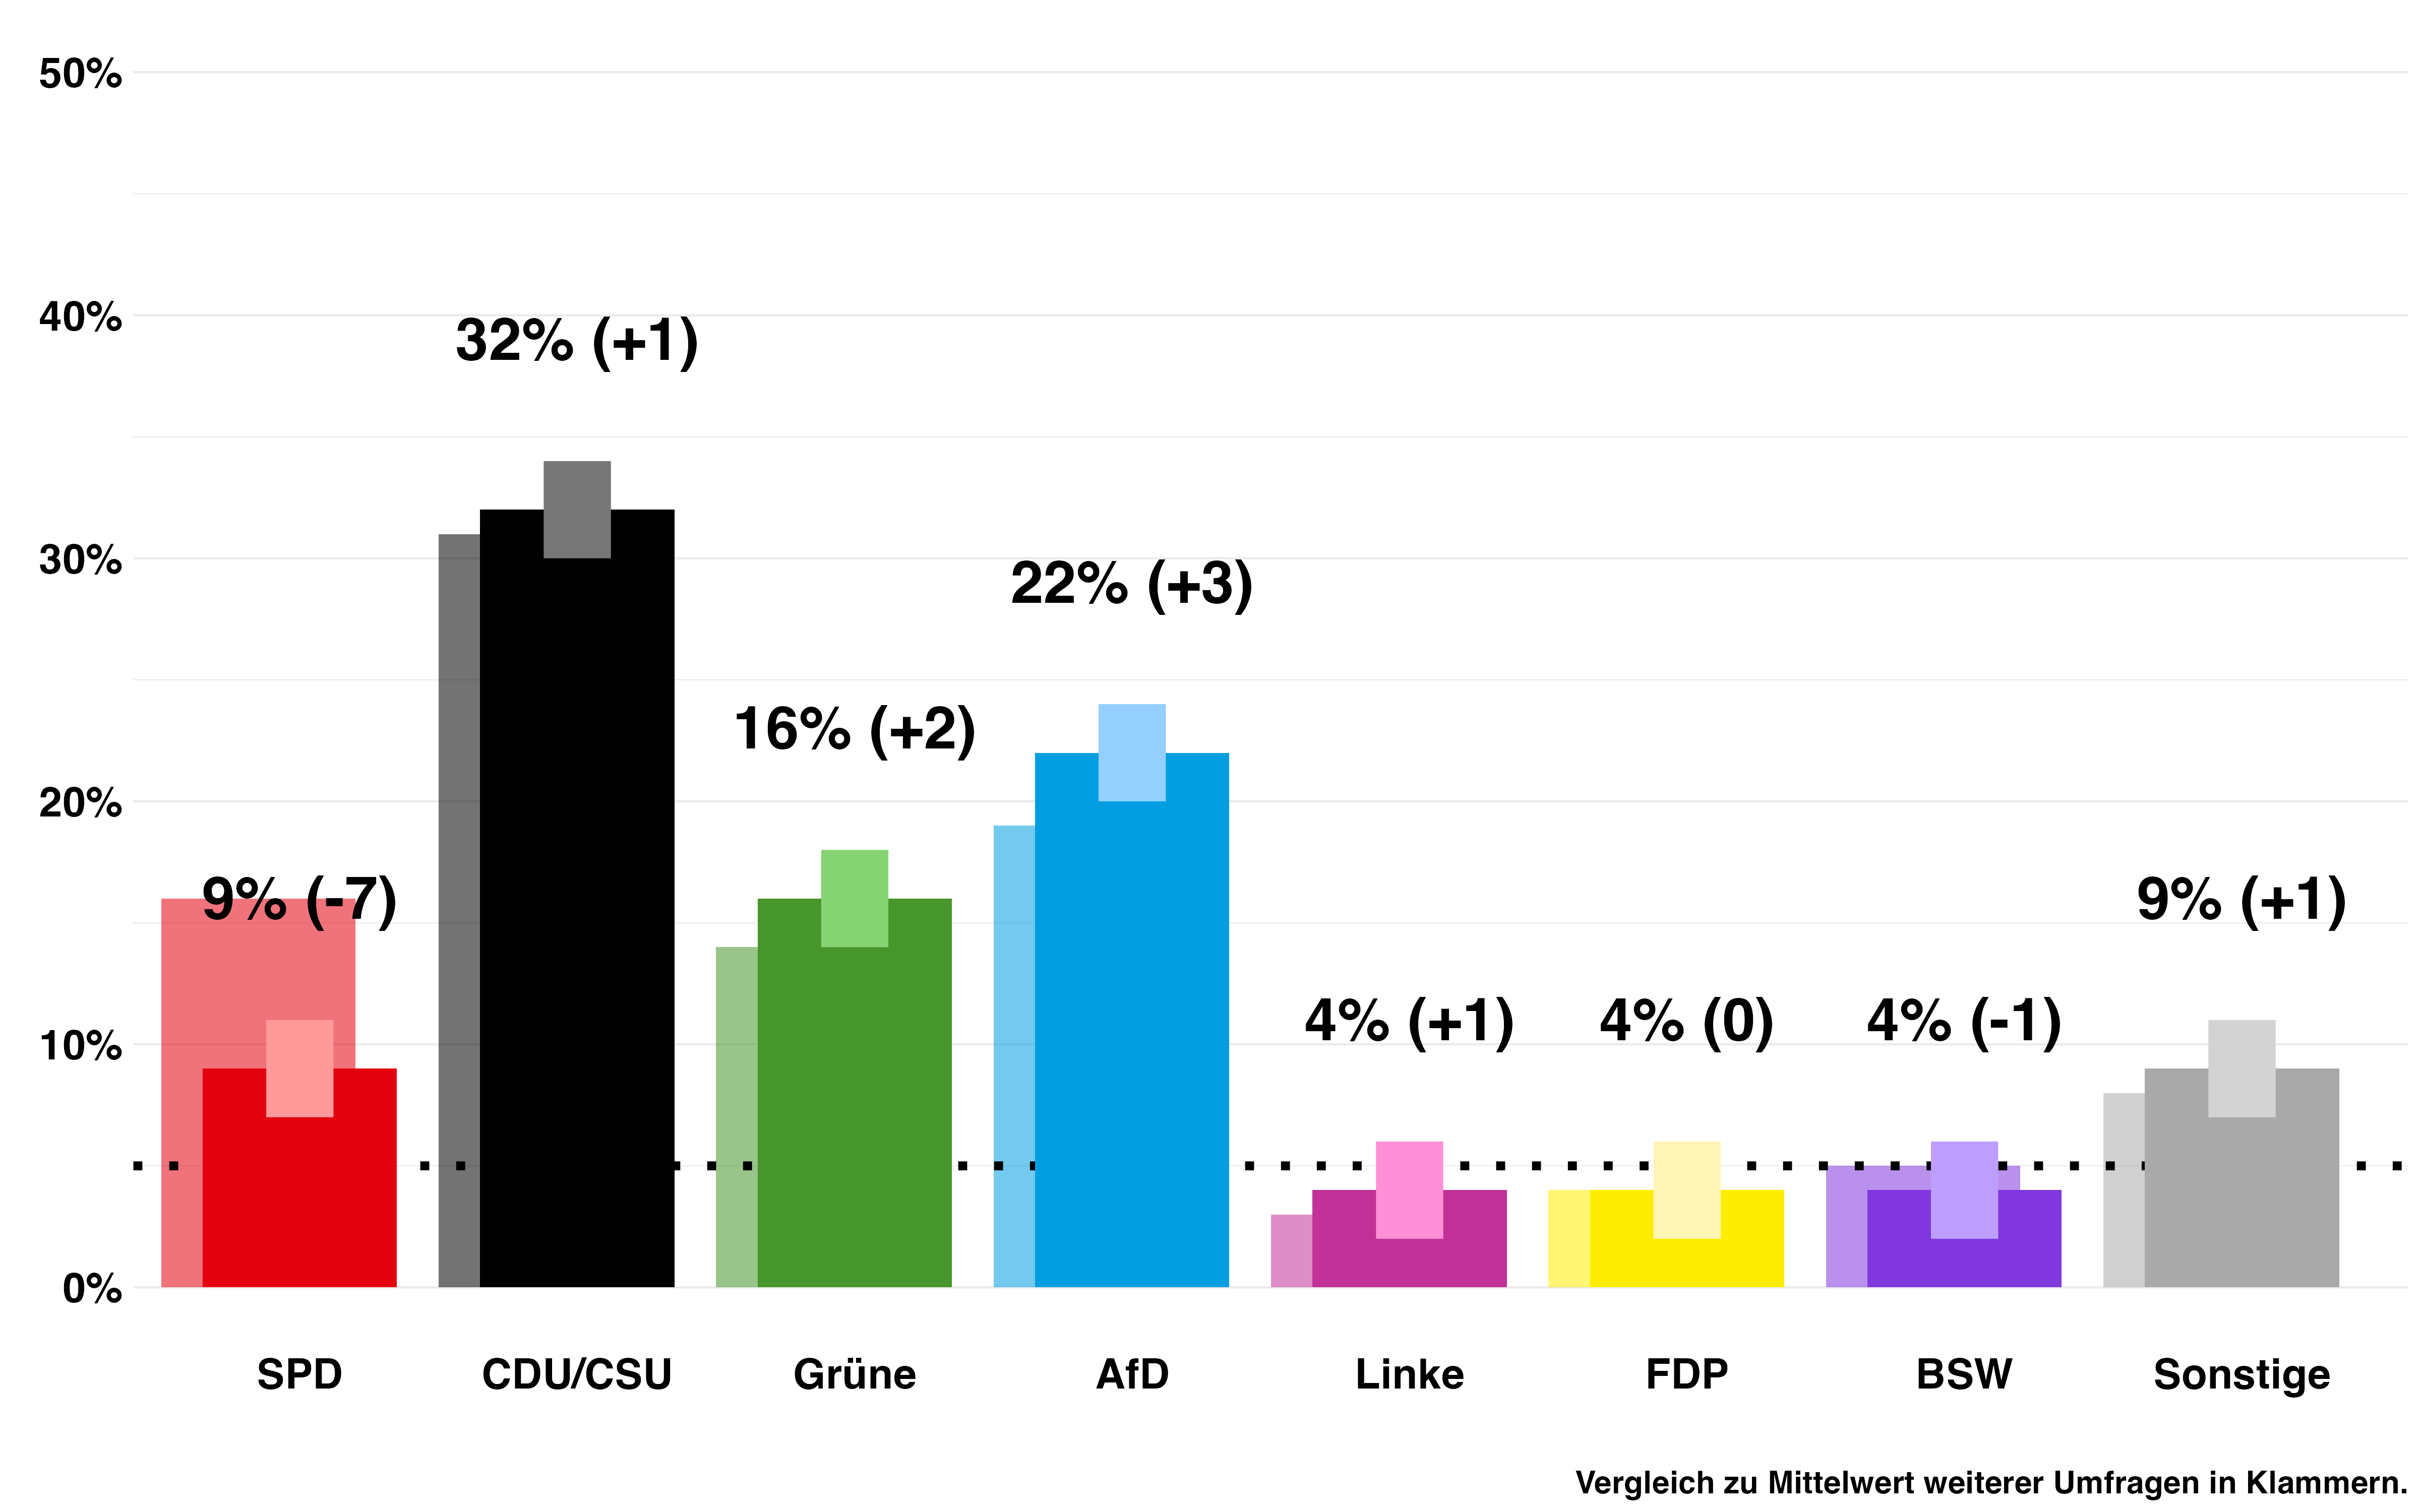 50%
40%
32% (+1)
30%
22% (+3)
16% (+2)
20%
9% (-7)
9% (+1)
4% (+1)
4% (0)
4% (-1)
10%
0%
SPD
CDU/CSU
Grüne
AfD
Linke
FDP
BSW
Sonstige
Vergleich zu Mittelwert weiterer Umfragen in Klammern.